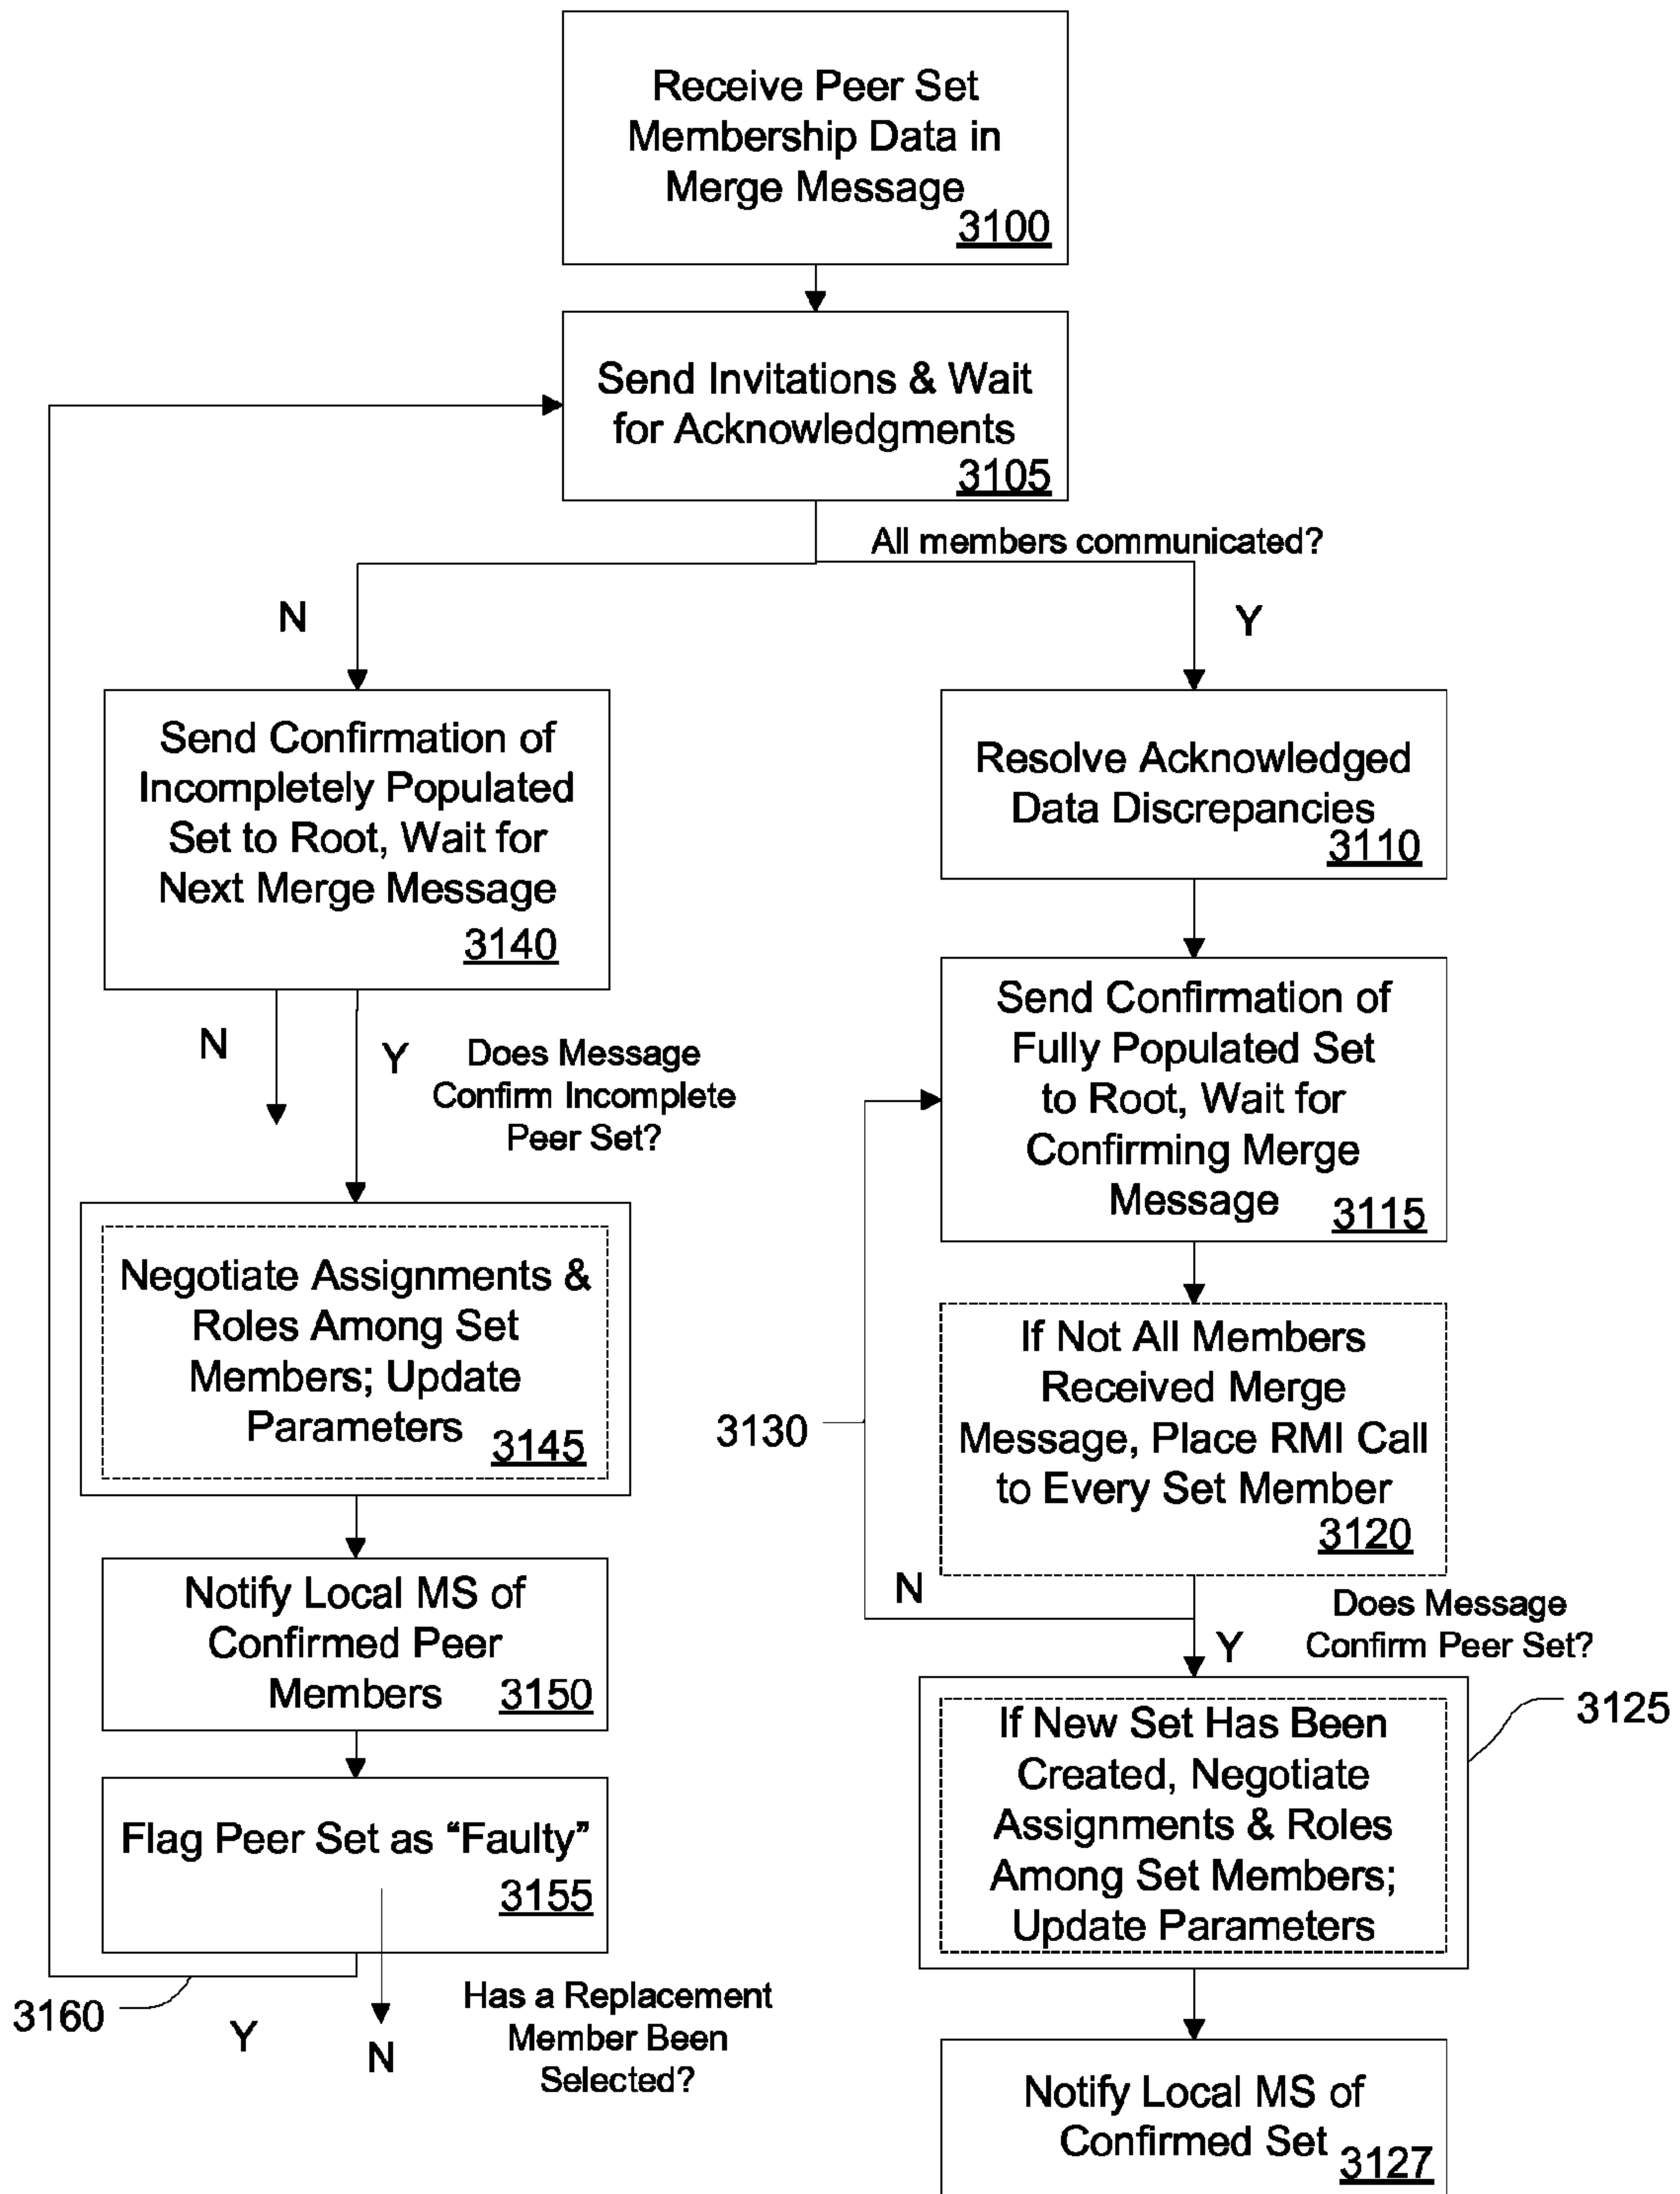 Receive Peer Set
Membership Data in
Merge Message
3100
Send Invitations & Wait
for Acknowledgments
3105
All members communicated?
N
Y
Send Confirmation of
Incompletely Populated
Set to Root, Wait for
Next Merge Message
3140
Resolve Acknowledged
Data Discrepancies
3110
N
Y
Does Message
Confirm Incomplete
Peer Set?
Send Confirmation of
Fully Populated Set
to Root, Wait for
Confirming Merge
Message
3115
Negotiate Assignments &
Roles Among Set
Members; Update
Parameters
3145
If Not All Members
Received Merge
Message, Place RMI Call
to Every Set Member
3120
3130
N
Y
Does Message
Confirm Peer Set?
Notify Local MS of
Confirmed Peer
Members
3150
If New Set Has Been
Created, Negotiate
Assignments & Roles
Among Set Members;
Update Parameters
3125
Flag Peer Set as “Faulty”
3155
3160
Y
N
Has a Replacement
Member Been
Selected?
Notify Local MS of
Confirmed Set
3127